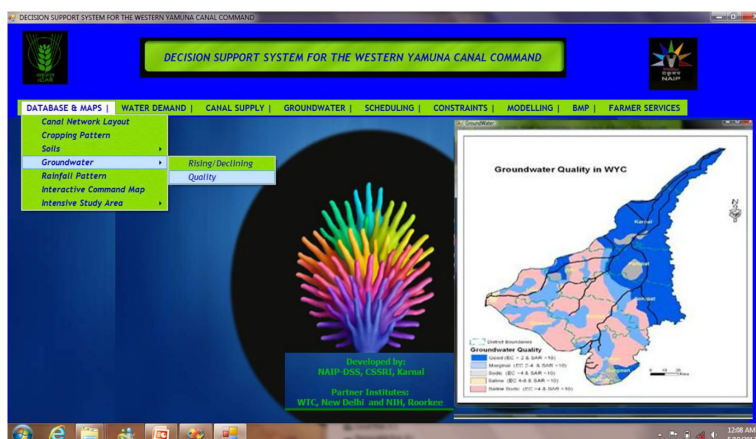 DECISION SUPPORT SYSTEM FOR THE WESTERN YAMUNA CANAL COMMAND
DECISION SUPPORT SYSTEM FOR THE WESTERN YAMUNA CANAL COMMAND
NAIP
DATABASE & MAPS | WATER DEMAND | CANAL SUPPLY | GROUNDWATER | SCHEDULING | CONSTRAINTS | MODELLING | BMP | FARMER SERVICES
Canal Network Layout
Cropping Pattern
Soils
Groundwater
Rainfall Pattern
Interactive Command Map
Intensive Study Area
Rising/Declining
Quality
GroundWater
Groundwater Quality in WYC
Karnal
Panipat
Sonipat
District Boundaries
Groundwater Quality
Good (EC < 2 & SAR <10)
Marginal (EC 2-4 & SAR <10)
Sodic (EC <4 & SAR >10)
Saline (EC >4 & SAR <10)
Saline Sodic (EC >4 & SAR >10)
Developed by:
NAIP-DSS, CSSRI, Karnal
Partner Institutes:
WTC, New Delhi and NIH, Roorkee
12:08 AM